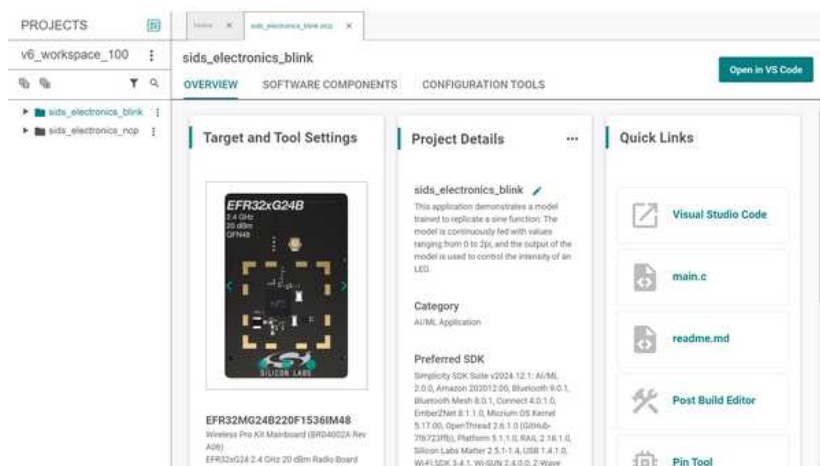 PROJECTS
Home
sids_electronics_blink.slcp
v6_workspace_100
sids_electronics_blink
Open in VS Code
OVERVIEW SOFTWARE COMPONENTS CONFIGURATION TOOLS
sids_electronics_blink
sids_electronics_ncp
Target and Tool Settings
EFR32xG24B
2.4 GHz
20 dBm
QFN48
SILICON LABS
EFR32MG24B220F1536IM48
Wireless Pro Kit Mainboard (BRD4002A Rev
A06)
EFR32xG24 2.4 GHz 20 dBm Radio Board
Project Details
sids_electronics_blink
This application demonstrates a model
trained to replicate a sine function. The
model is continuously fed with values
ranging from 0 to 2pi, and the output of the
model is used to control the intensity of an
LED.
Category
AI/ML Application
Preferred SDK
Simplicity SDK Suite v2024.12.1: AI/ML
2.0.0, Amazon 202012.00, Bluetooth 9.0.1,
Bluetooth Mesh 8.0.1, Connect 4.0.1.0,
EmberZNet 8.1.1.0, Micrium OS Kernel
5.17.00, OpenThread 2.6.1.0 (GitHub-
7f6723ffb), Platform 5.1.1.0, RAIL 2.18.1.0,
Silicon Labs Matter 2.5.1-1.4, USB 1.4.1.0,
Wi-Fi SDK 3.4.1, Wi-SUN 2.4.0.0, Z-Wave
Quick Links
Visual Studio Code
main.c
readme.md
Post Build Editor
Pin Tool